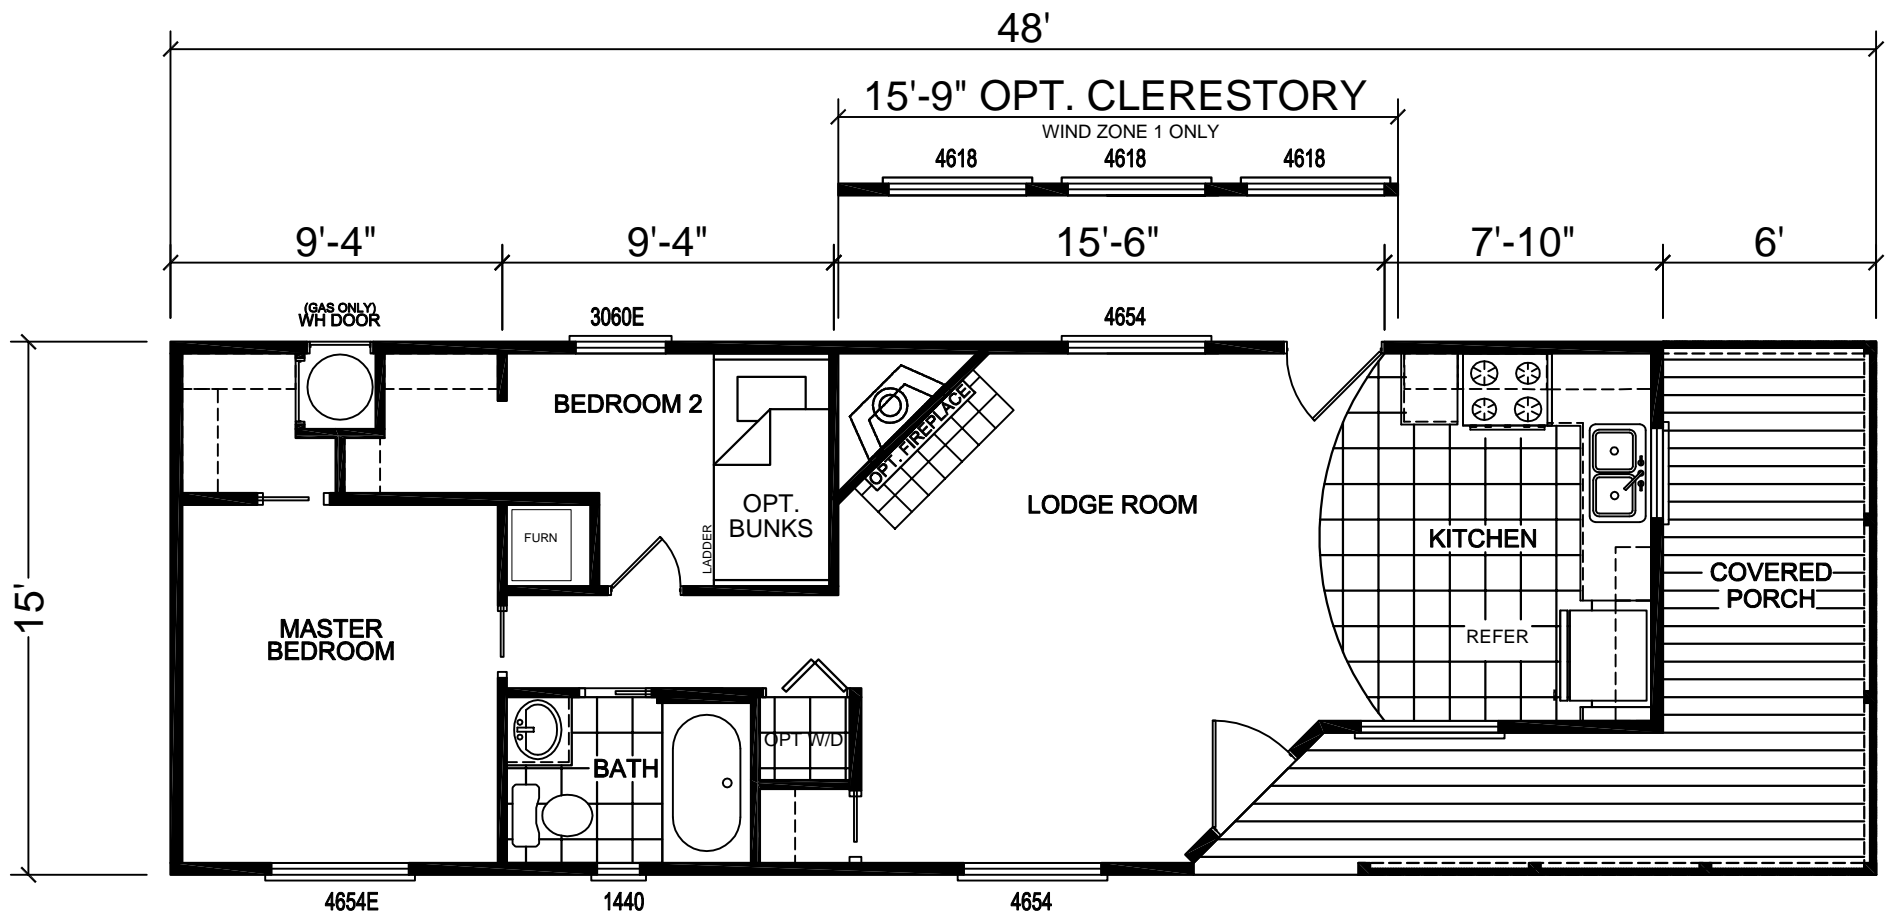 48'
15'-9" OPT. CLERESTORY
WIND ZONE 1 ONLY
4618 4618 4618
9'-4" 9'-4" 15'-6" 7'-10" 6'
(GAS ONLY)
WH DOOR
3060E
4654
BEDROOM 2
OPT. FIREPLACE
OPT.
BUNKS
LADDER
FURN
LODGE ROOM
KITCHEN
COVERED
PORCH
REFER
15'
MASTER
BEDROOM
OPT W/D
BATH
4654E 1440 4654